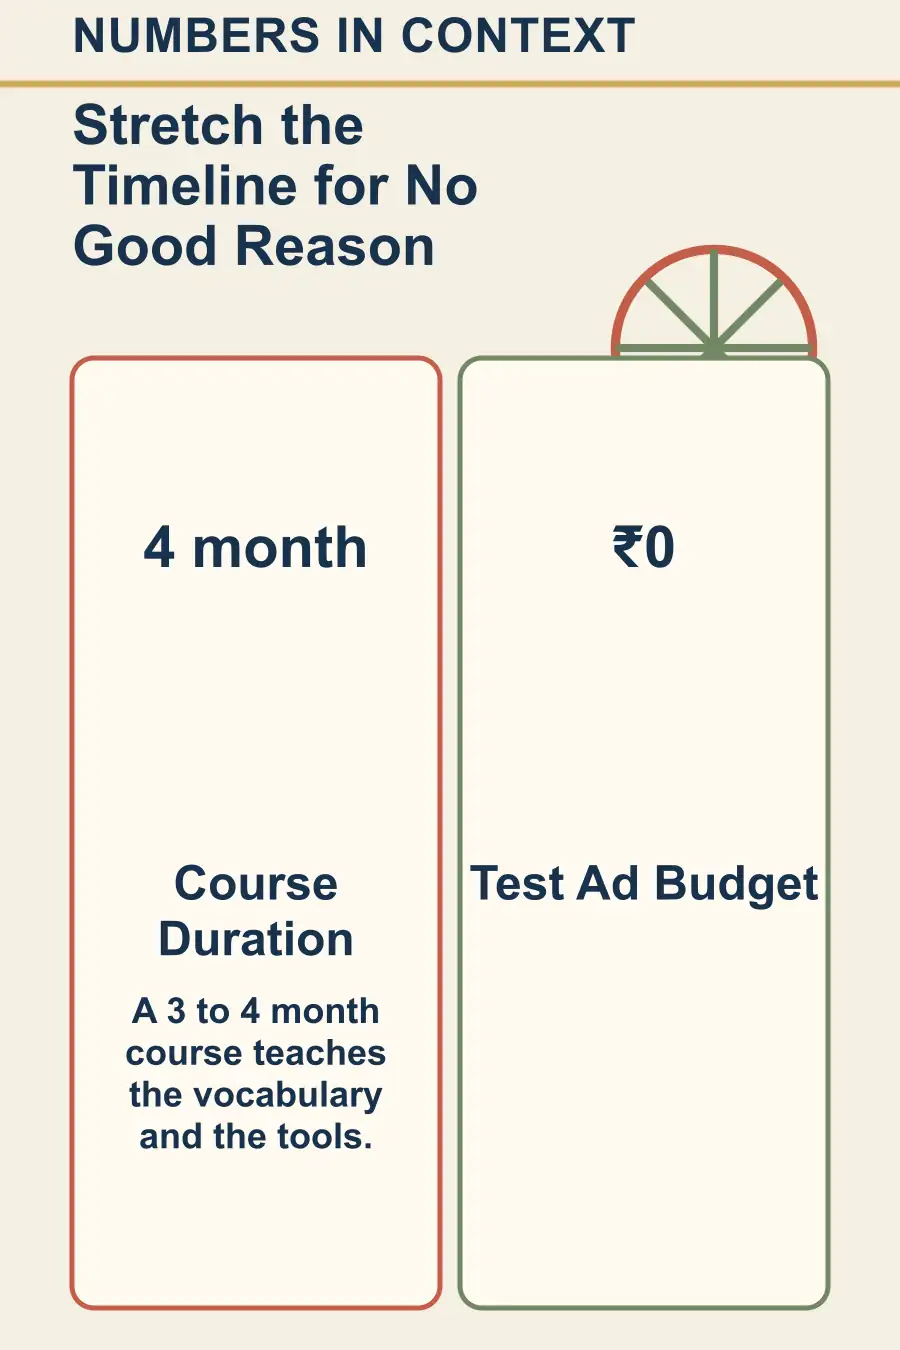 NUMBERS IN CONTEXT
Stretch the
Timeline for No
Good Reason
4 month
Course
Duration
A 3 to 4 month
course teaches
the vocabulary
and the tools.
₹0
Test Ad Budget